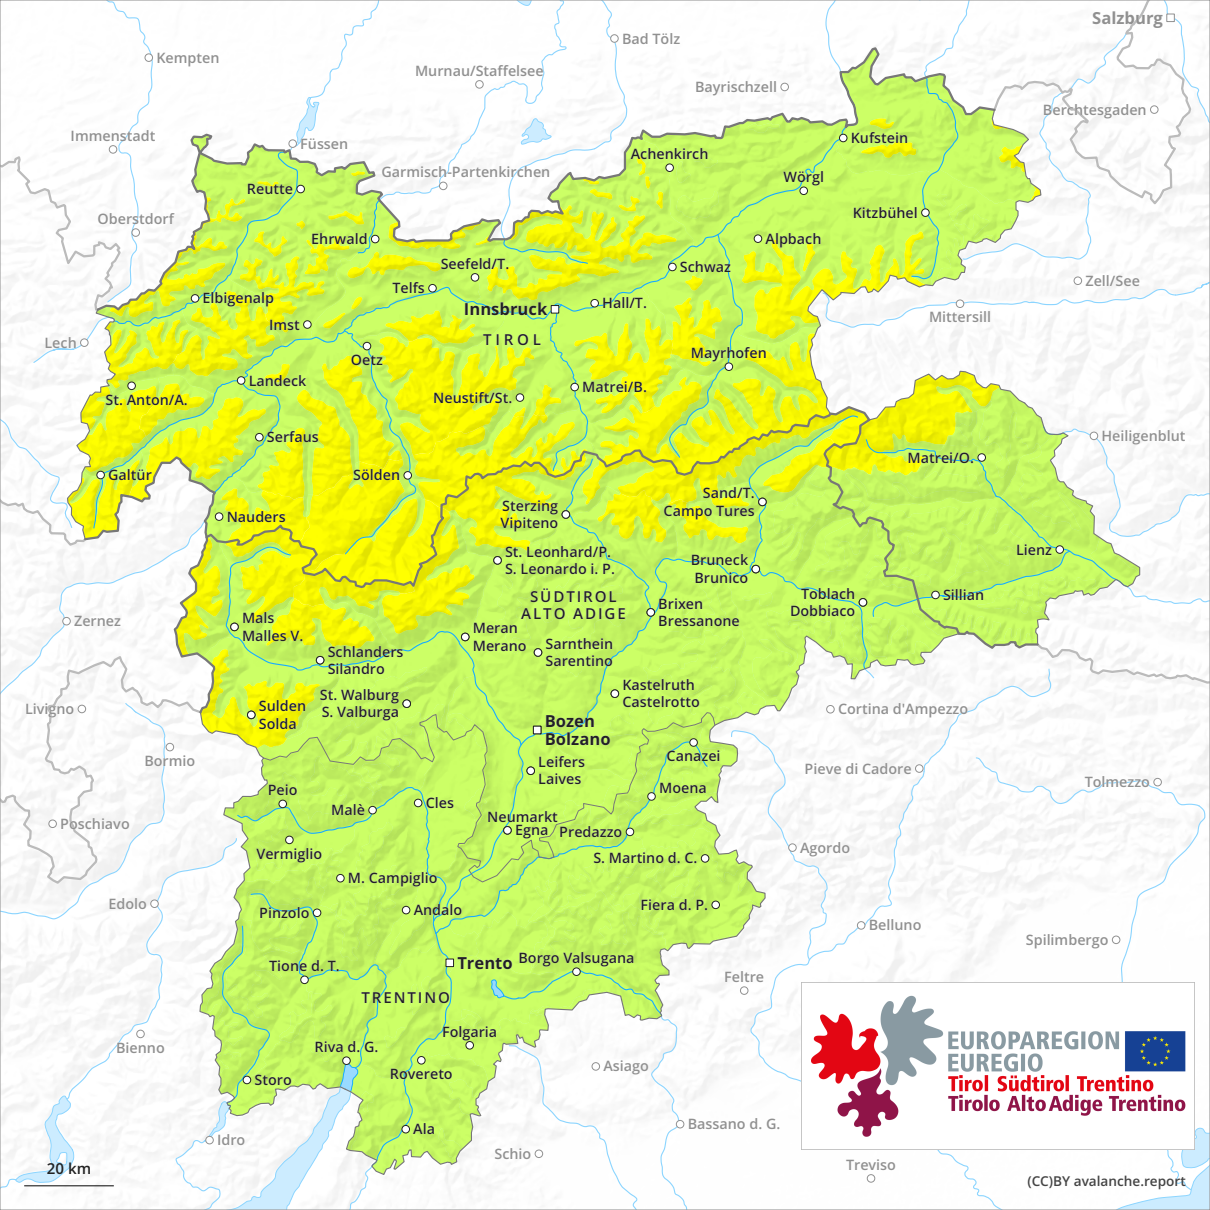 Salzburg
Bad Tölz
Kempten
Murnau/Staffelsee
Bayrischzell
Berchtesgaden
Immenstadt
Füssen
Kufstein
Achenkirch
Garmisch-Partenkirchen
Wörgl
Reutte
Oberstdorf
Kitzbühel
Ehrwald
Alpbach
Seefeld/T.
Schwaz
Zell/See
Telfs
Elbigenalp
Hall/T.
Innsbruck
Mittersill
Imst
TIROL
Lech
Oetz
Mayrhofen
Landeck
Matrei/B.
St. Anton/A.
Neustift/St.
Serfaus
Heiligenblut
Matrei/O.
Galtür
Sölden
Sand/T.
Campo Tures
Sterzing
Vipiteno
Nauders
Lienz
St. Leonhard/P.
S. Leonardo i. P.
Bruneck
Brunico
SÜDTIROL
ALTO ADIGE
Toblach
Dobbiaco
Sillian
Brixen
Bressanone
Zernez
Mals
Malles V.
Meran
Merano
Sarnthein
Sarentino
Schlanders
Silandro
Kastelruth
Castelrotto
St. Walburg
S. Valburga
Livigno
Sulden
Solda
Cortina d'Ampezzo
Bozen
Bolzano
Bormio
Canazei
Leifers
Laives
Pieve di Cadore
Tolmezzo
Peio
Moena
Malè
Cles
Neumarkt
Egna
Predazzo
Poschiavo
Vermiglio
Agordo
S. Martino d. C.
M. Campiglio
Edolo
Pinzolo
Andalo
Fiera d. P.
Belluno
Spilimbergo
Trento
Borgo Valsugana
Tione d. T.
Feltre
TRENTINO
Folgaria
Bienno
Riva d. G.
EUROPAREGION
EUREGIO
Tirol Südtirol Trentino
Tirolo Alto Adige Trentino
Asiago
Rovereto
Storo
Bassano d. G.
Ala
Idro
Schio
Treviso
20 km
(CC)BY avalanche.report